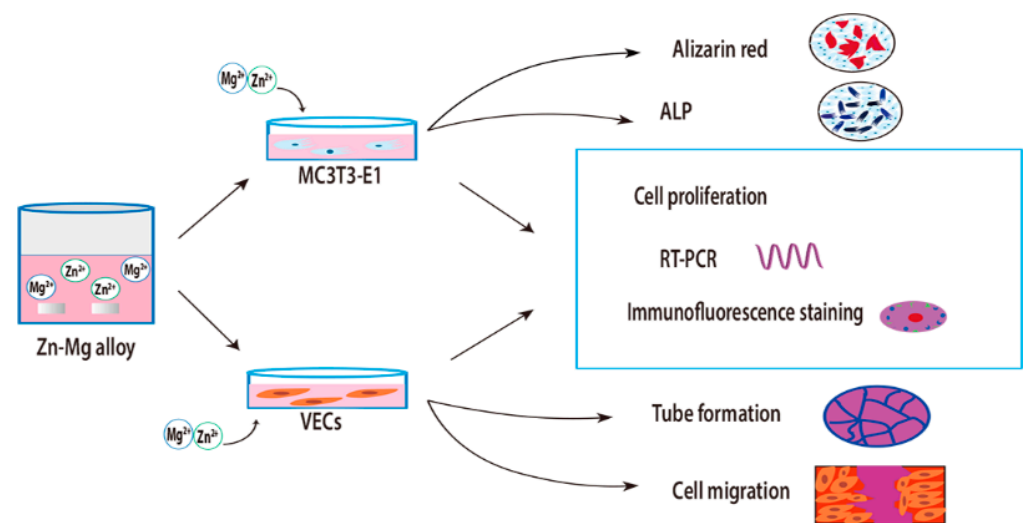 Alizarin red
Mg²⁺ Zn²⁺
ALP
MC3T3-E1
Cell proliferation
RT-PCR
Zn²⁺ Mg²⁺
Mg²⁺ Zn²⁺
Immunofluorescence staining
Zn-Mg alloy
VECs
Tube formation
Mg²⁺ Zn²⁺
Cell migration